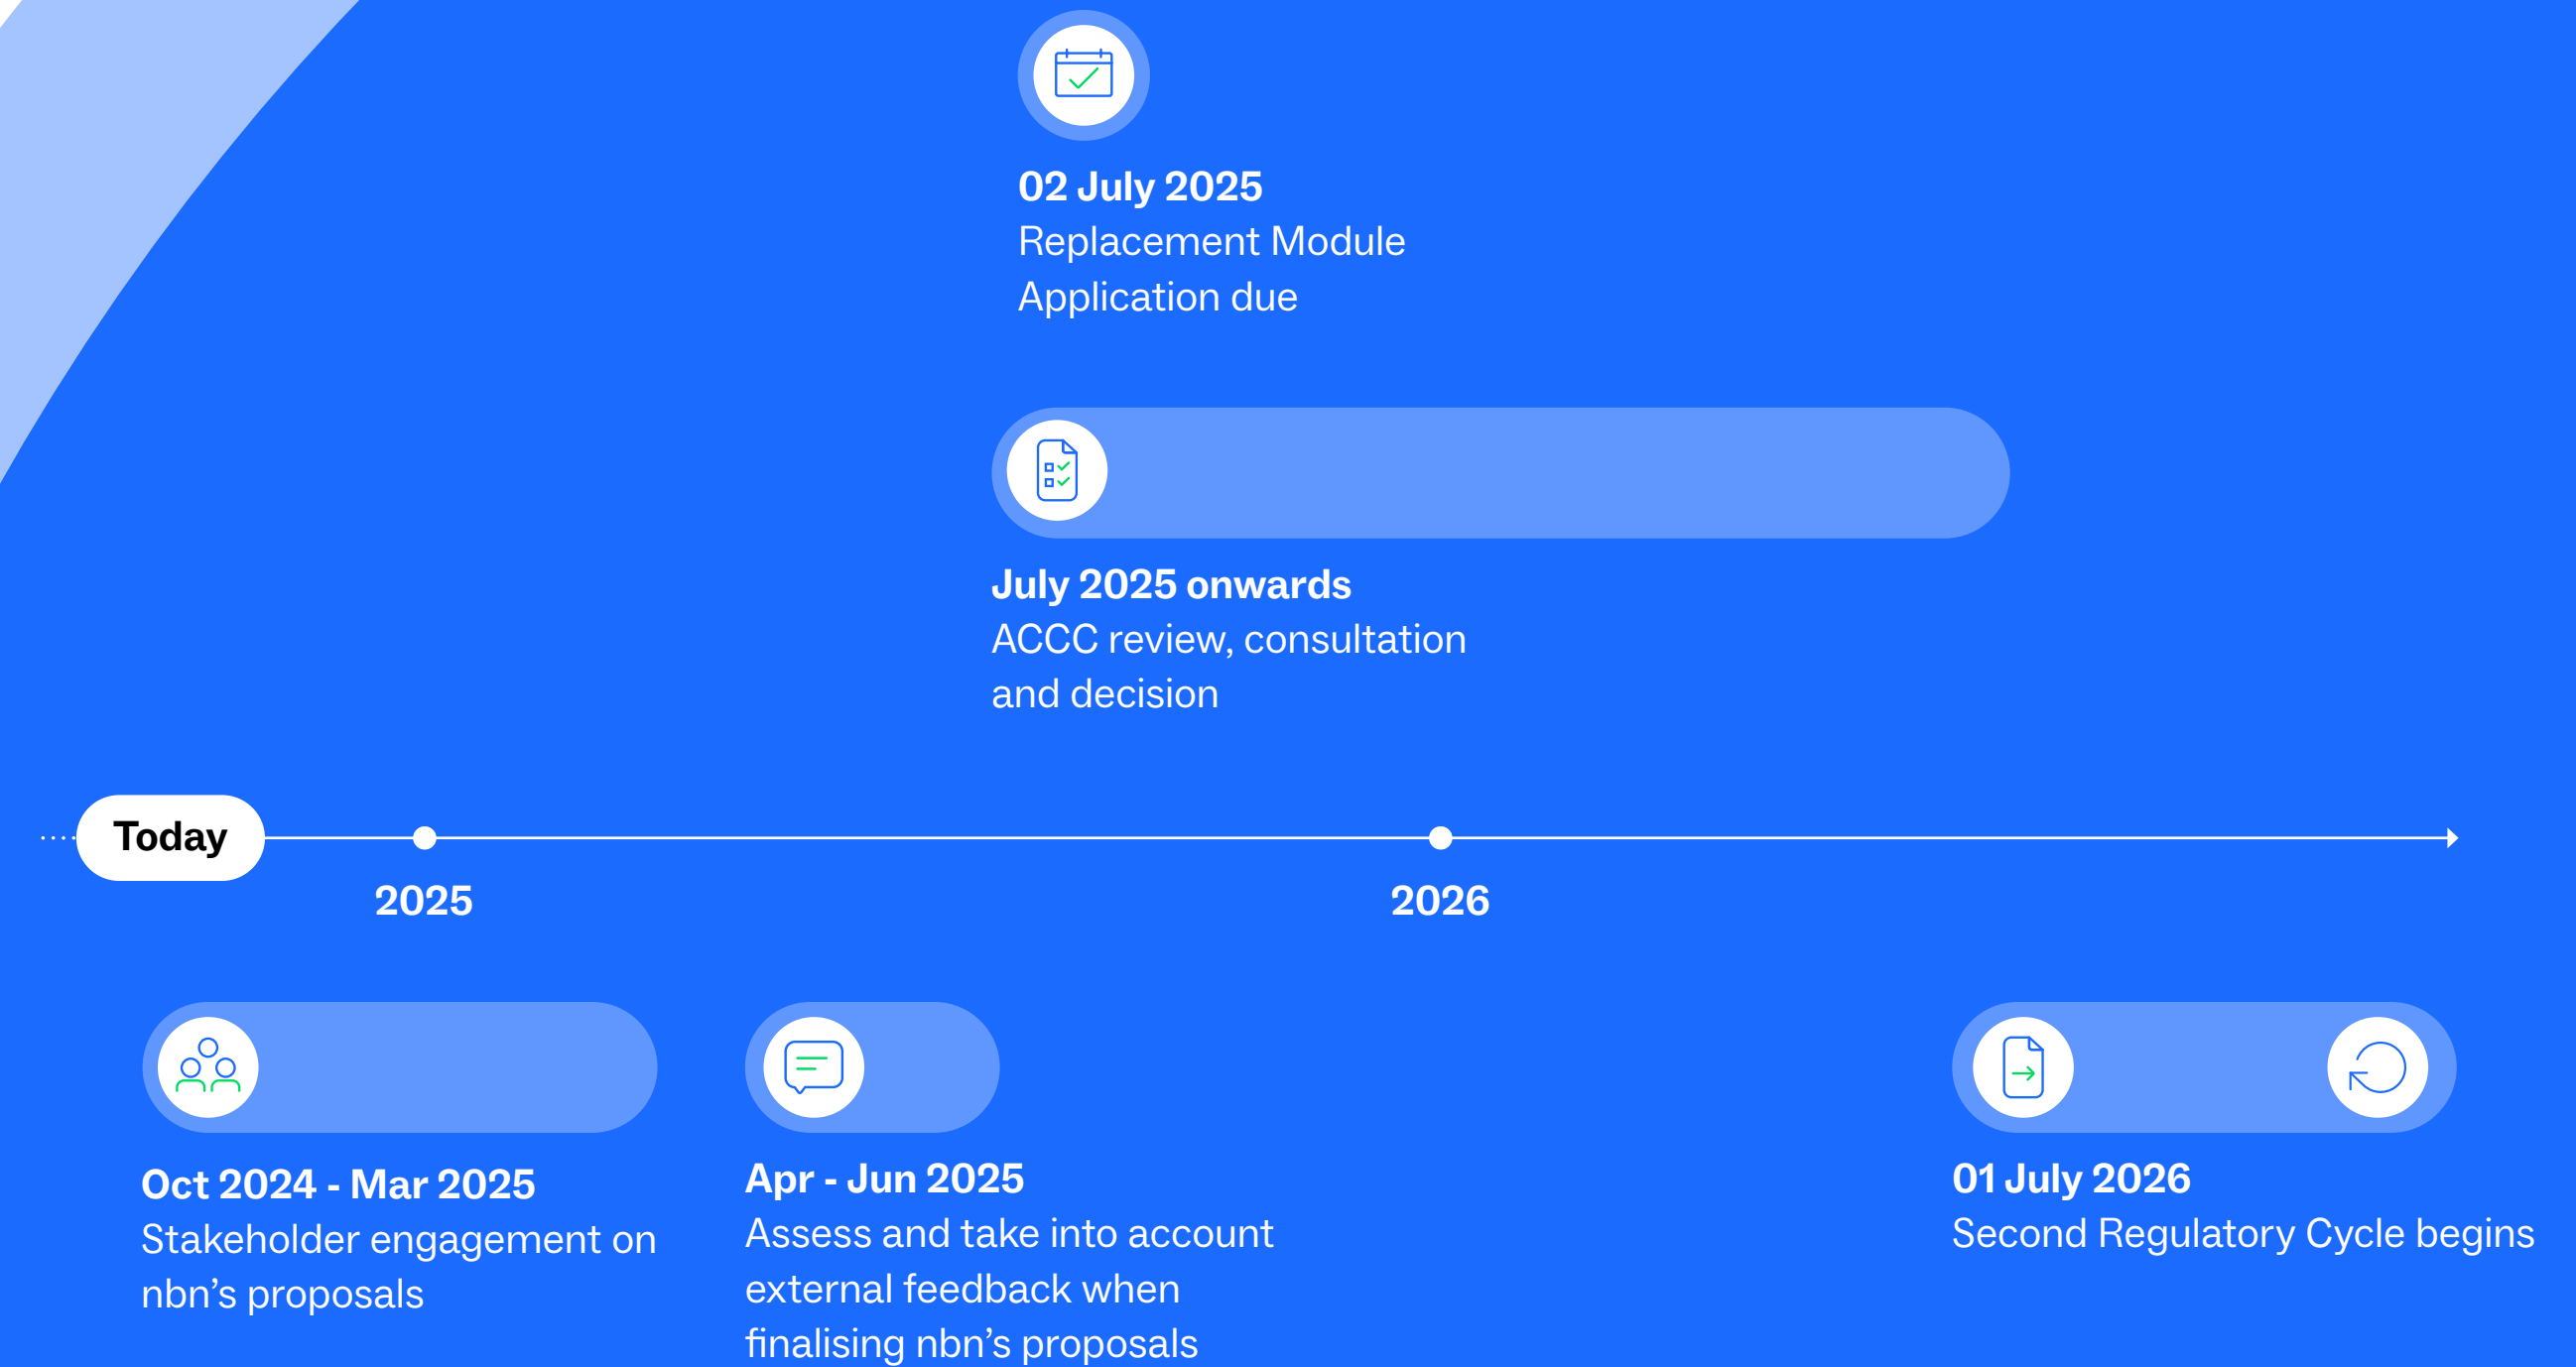 02 July 2025
Replacement Module
Application due
July 2025 onwards
ACCC review, consultation
and decision
Today
2025
2026
Oct 2024 - Mar 2025
Stakeholder engagement on
nbn’s proposals
Apr - Jun 2025
Assess and take into account
external feedback when
finalising nbn’s proposals
01 July 2026
Second Regulatory Cycle begins